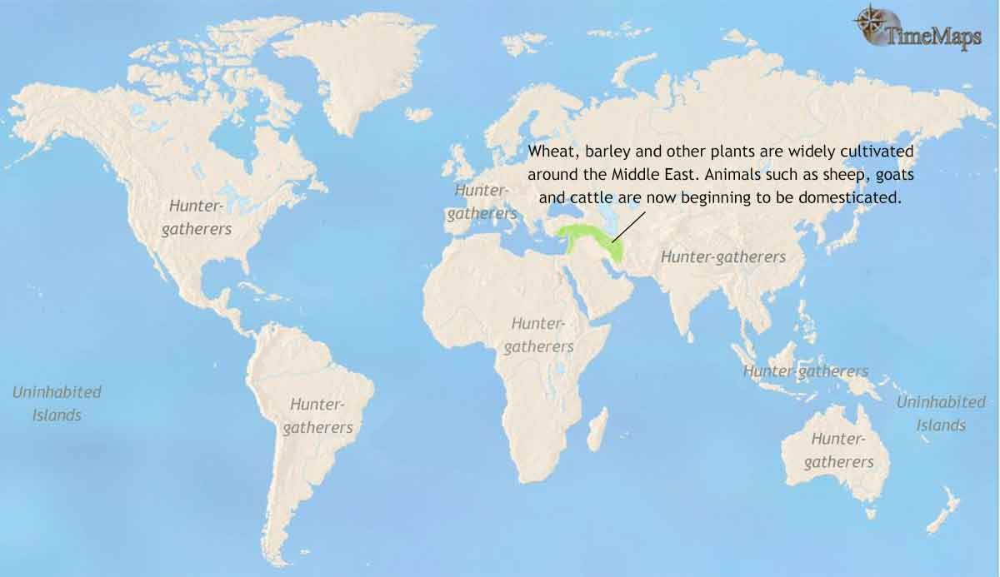 TimeMaps
Wheat, barley and other plants are widely cultivated
around the Middle East. Animals such as sheep, goats
and cattle are now beginning to be domesticated.
Hunter-
gatherers
Hunter-
gatherers
Hunter-gatherers
Hunter-
gatherers
Hunter-gatherers
Uninhabited
Islands
Hunter-
gatherers
Uninhabited
Islands
Hunter-
gatherers